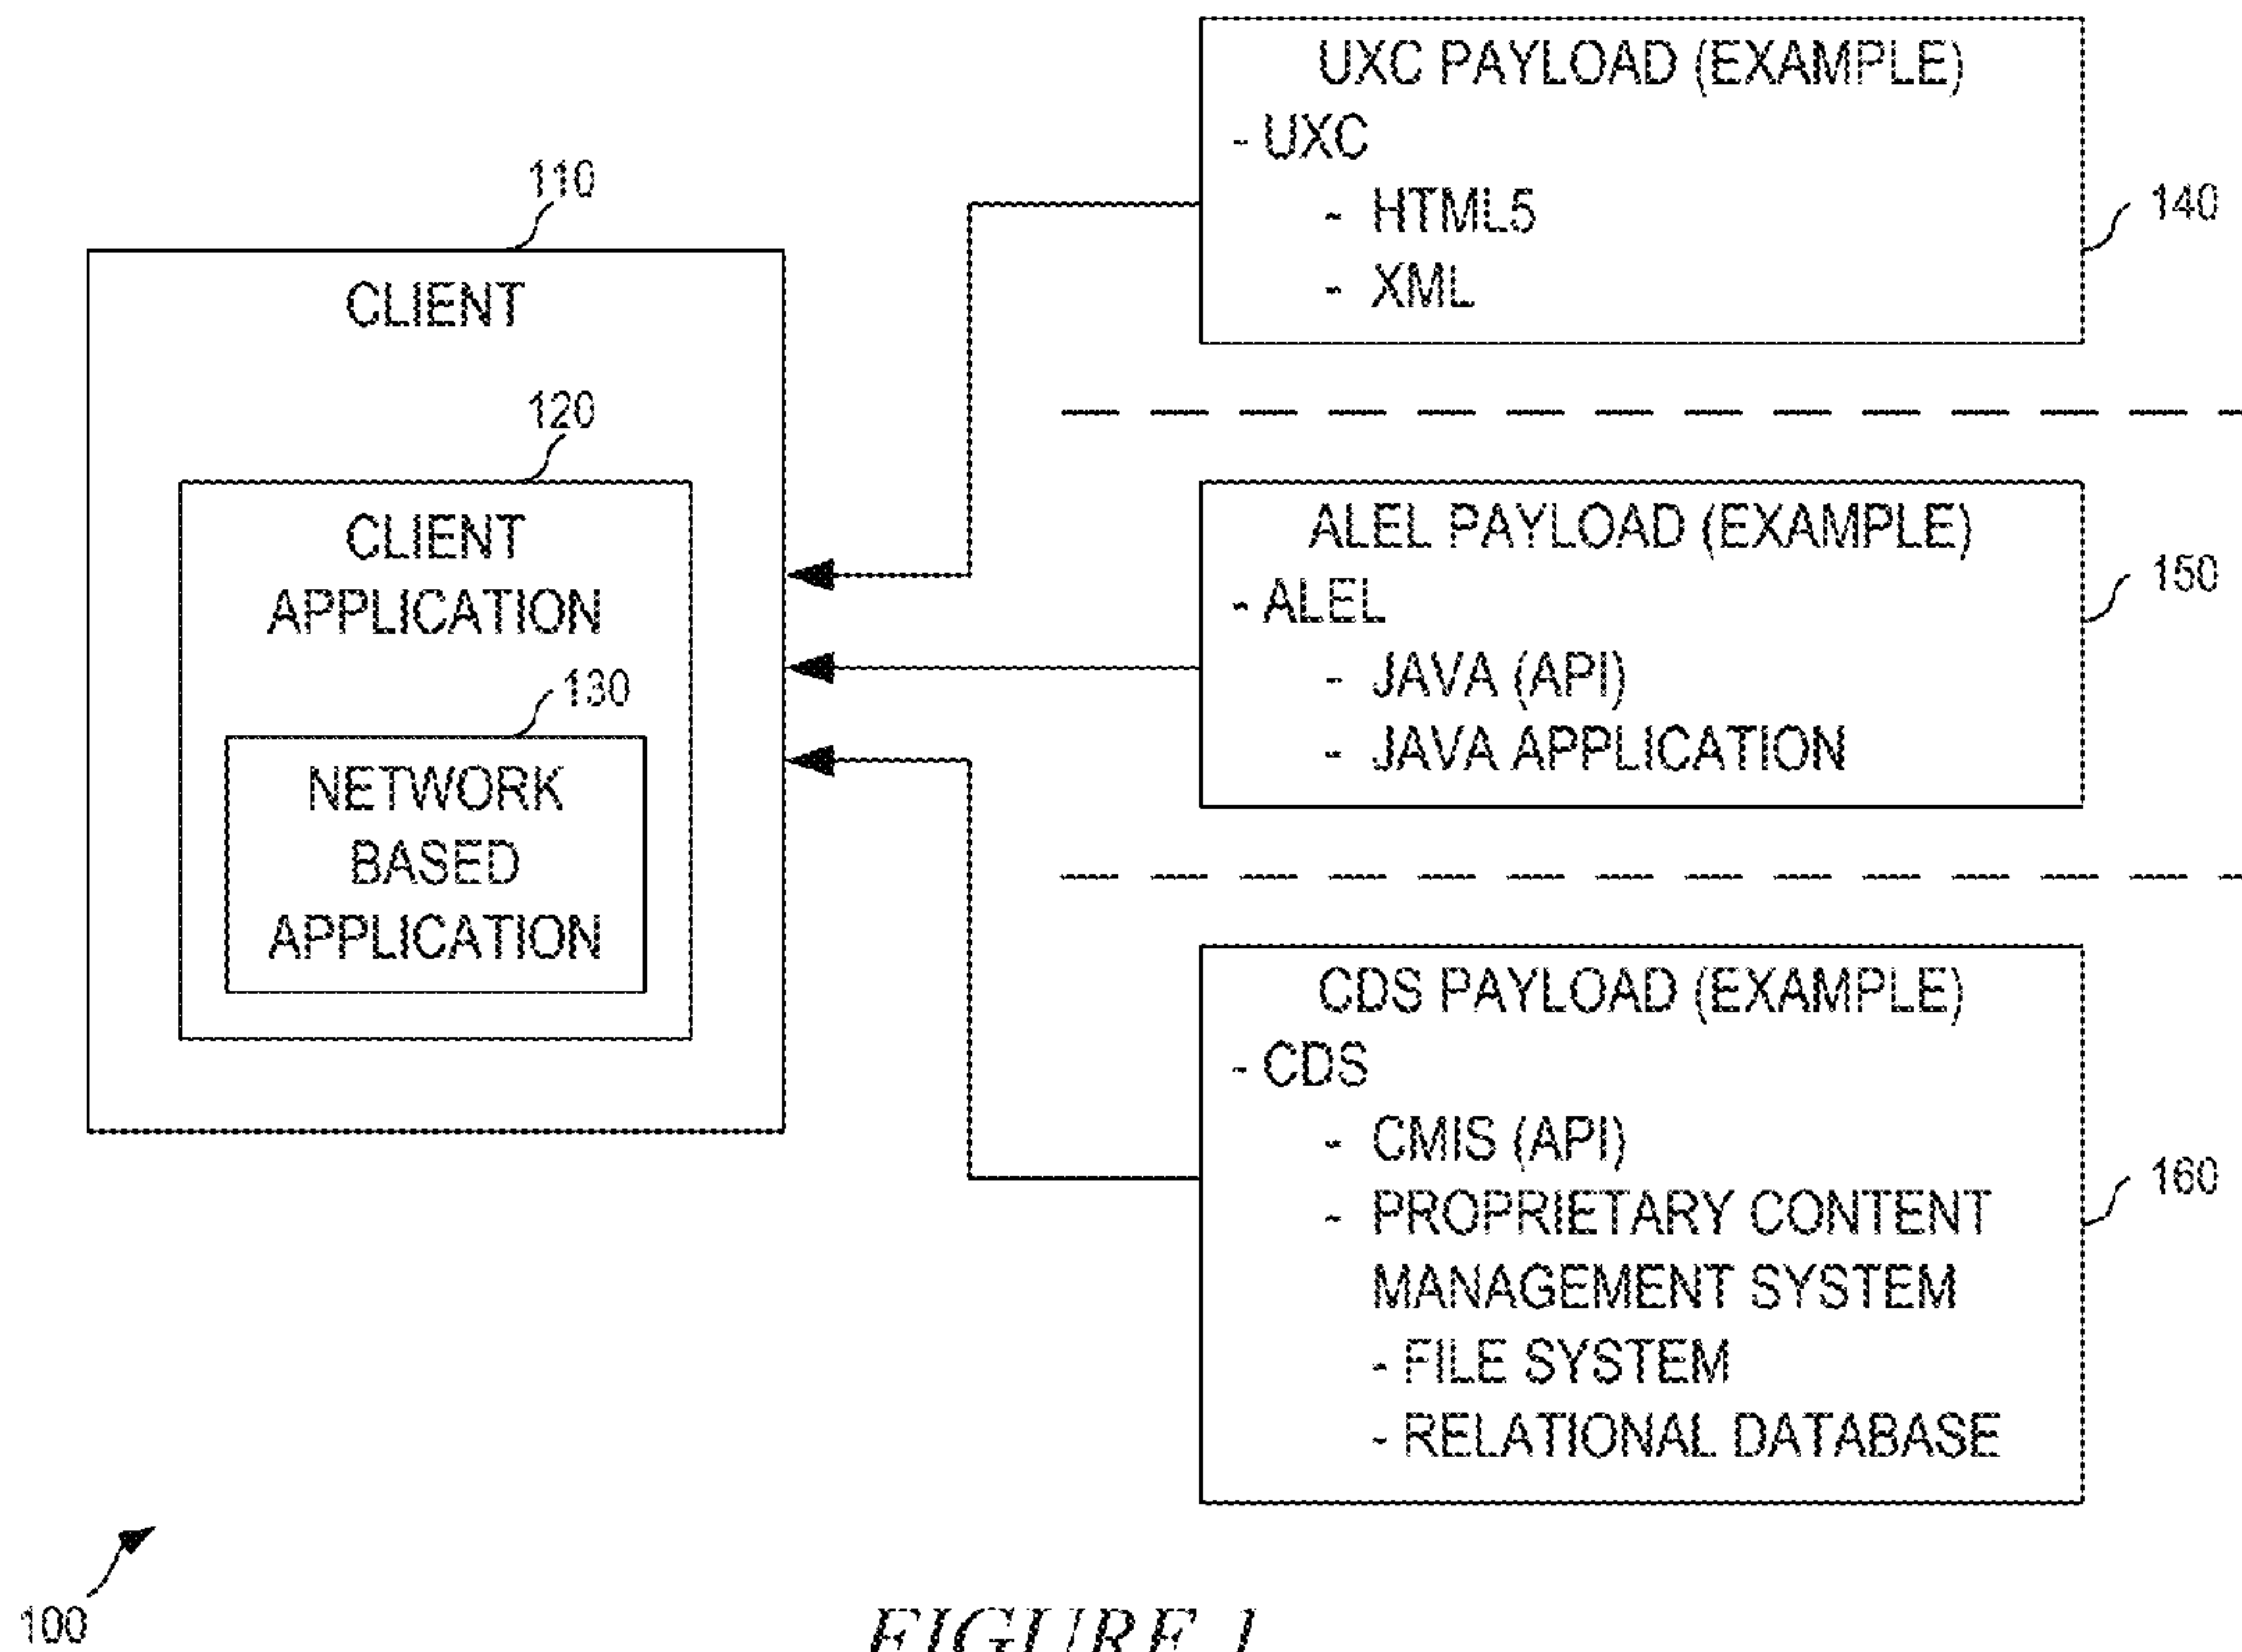 110
CLIENT
120
CLIENT
APPLICATION
130
NETWORK
BASED
APPLICATION
UXC PAYLOAD (EXAMPLE)
- UXC
- HTML5
- XML
140
ALEL PAYLOAD (EXAMPLE)
- ALEL
- JAVA (API)
- JAVA APPLICATION
150
CDS PAYLOAD (EXAMPLE)
- CDS
- CMIS (API)
- PROPRIETARY CONTENT
MANAGEMENT SYSTEM
- FILE SYSTEM
- RELATIONAL DATABASE
160
100
FIGURE 1